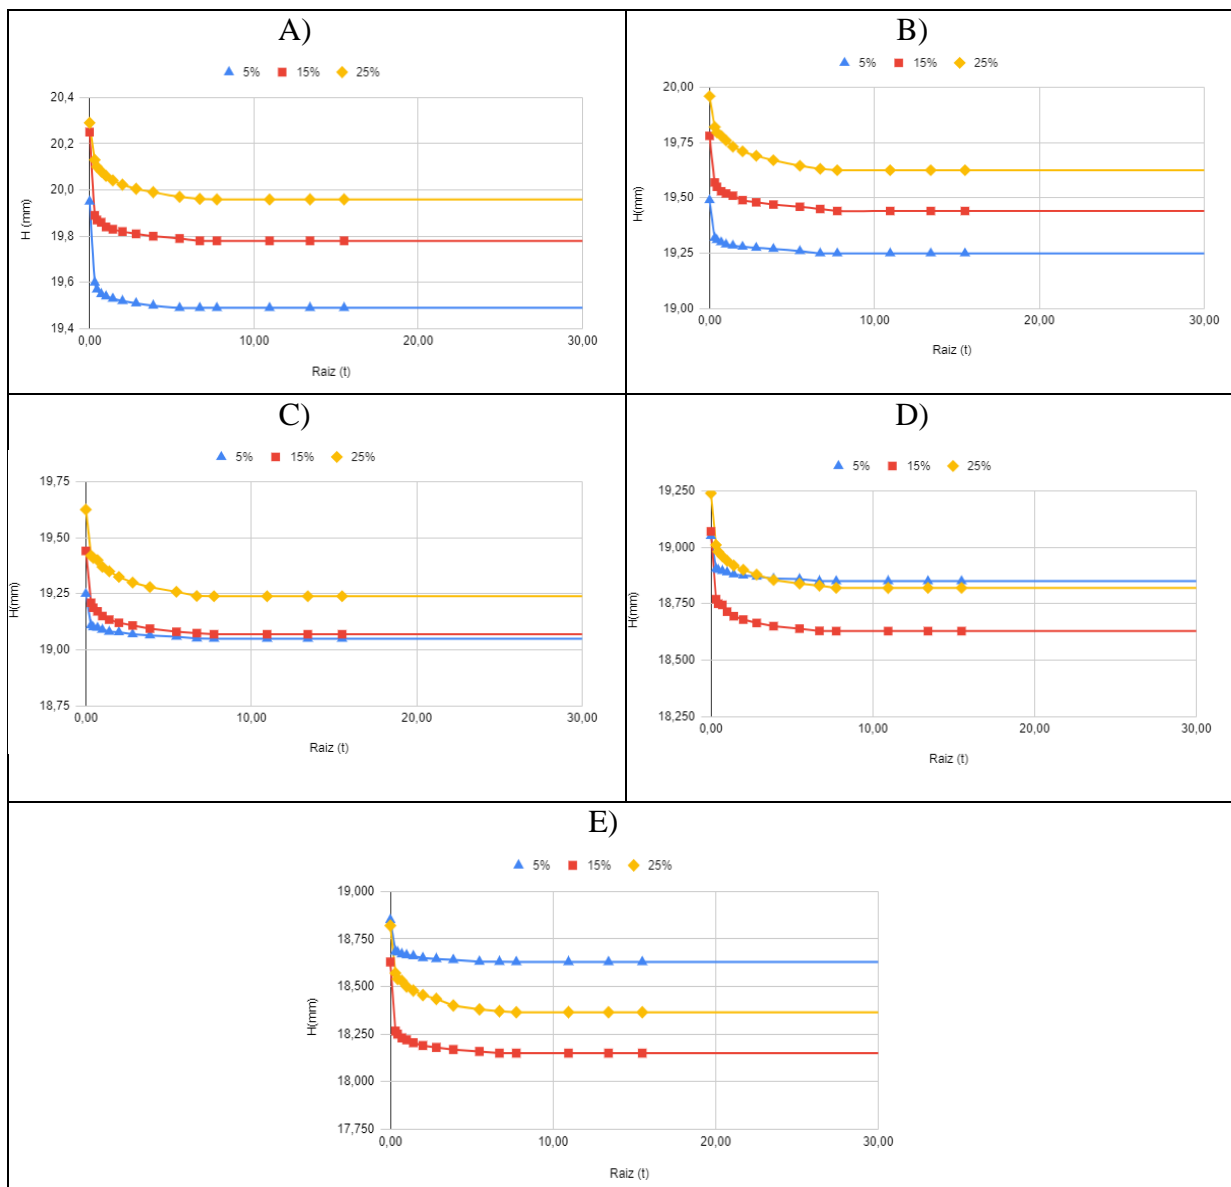 A)
5% 15% 25%
H (mm)
20,4
20,2
20,0
19,8
19,6
19,4
0,00 10,00 20,00 30,00
Raiz (t)
B)
5% 15% 25%
H(mm)
20,00
19,75
19,50
19,25
19,00
0,00 10,00 20,00 30,00
Raiz (t)
C)
5% 15% 25%
H(mm)
19,75
19,50
19,25
19,00
18,75
0,00 10,00 20,00 30,00
Raiz (t)
D)
5% 15% 25%
H(mm)
19,250
19,000
18,750
18,500
18,250
0,00 10,00 20,00 30,00
Raiz (t)
E)
5% 15% 25%
H(mm)
19,000
18,750
18,500
18,250
18,000
17,750
0,00 10,00 20,00 30,00
Raiz (t)